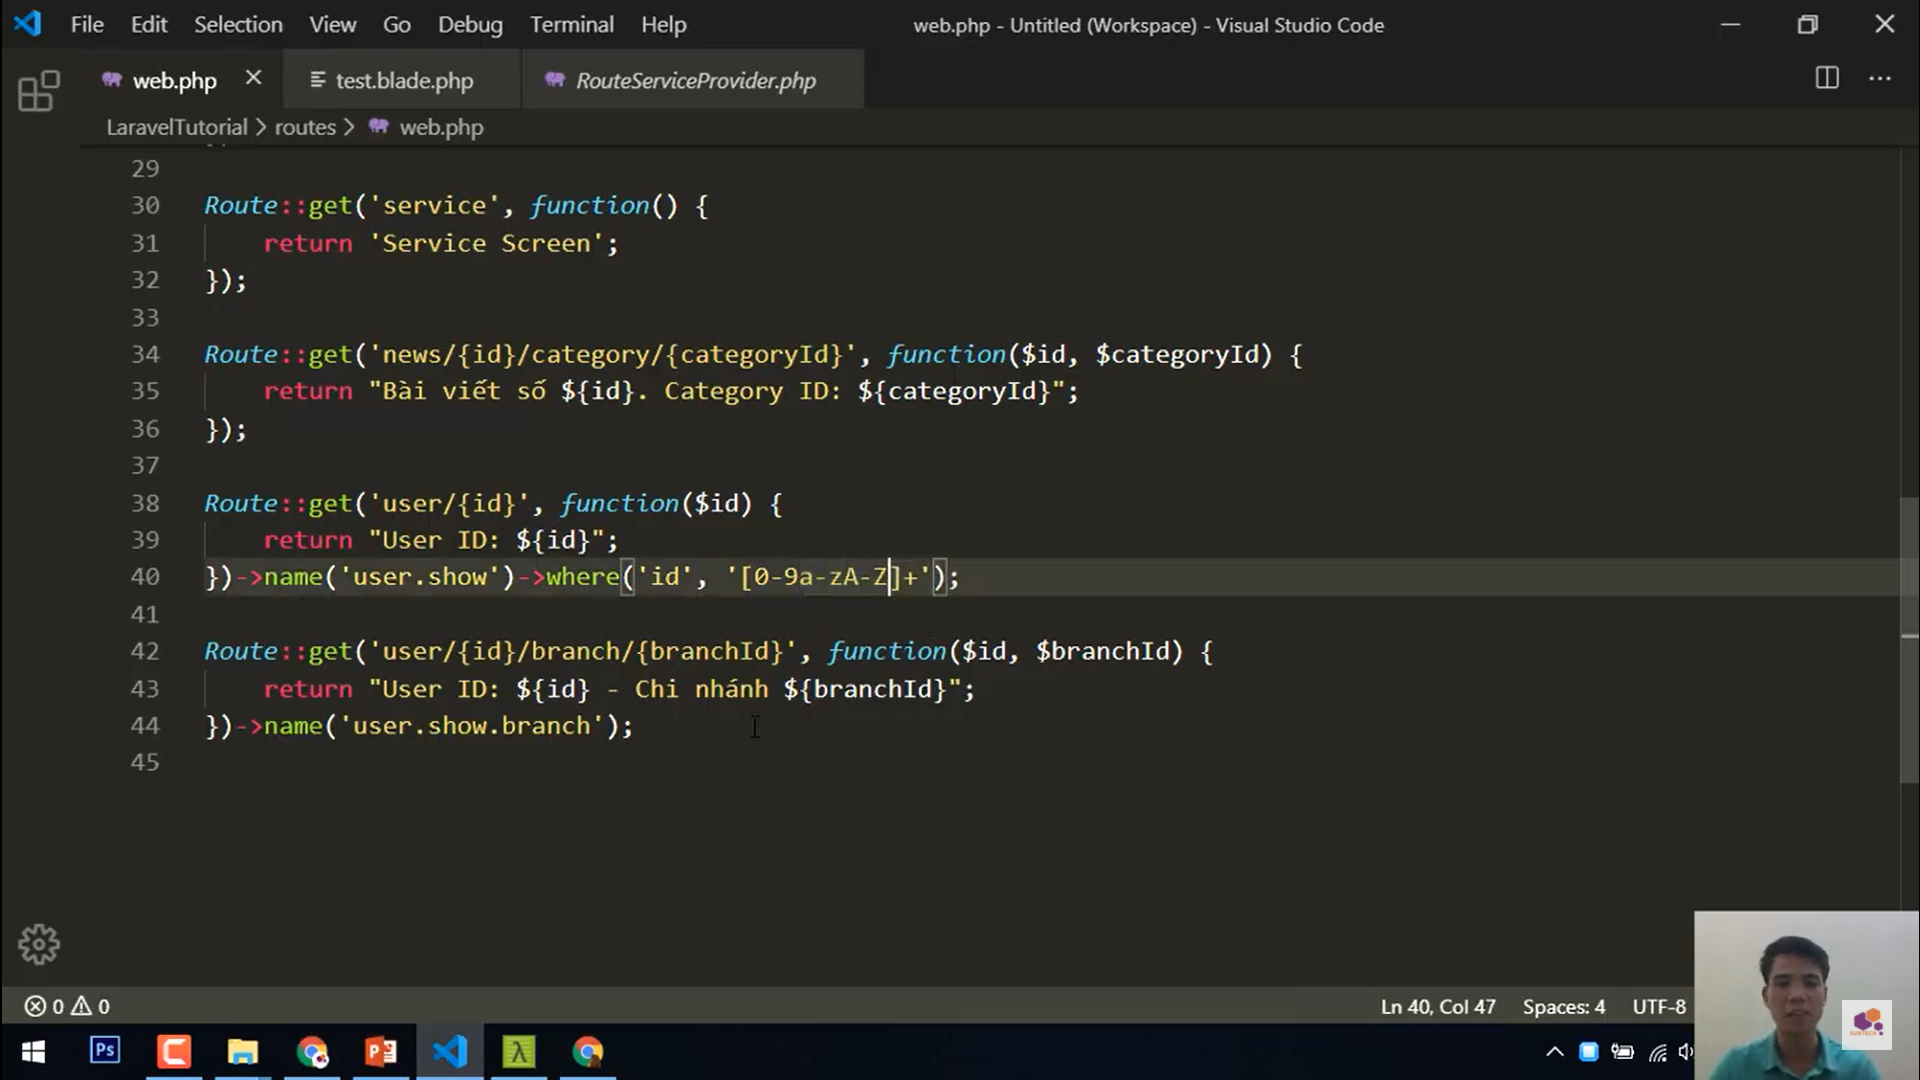 File Edit Selection View Go Debug Terminal Help web.php - Untitled (Workspace) - Visual Studio Code
web.php test.blade.php RouteServiceProvider.php
LaravelTutorial > routes > web.php
29
30 Route::get('service', function() {
31 return 'Service Screen';
32 });
33
34 Route::get('news/{id}/category/{categoryId}', function($id, $categoryId) {
35 return "Bài viết số ${id}. Category ID: ${categoryId}";
36 });
37
38 Route::get('user/{id}', function($id) {
39 return "User ID: ${id}";
40 })->name('user.show')->where('id', '[0-9a-zA-Z]+');
41
42 Route::get('user/{id}/branch/{branchId}', function($id, $branchId) {
43 return "User ID: ${id} - Chi nhánh ${branchId}";
44 })->name('user.show.branch');
45
0 0 Ln 40, Col 47 Spaces: 4 UTF-8
Ps
SUNTECH